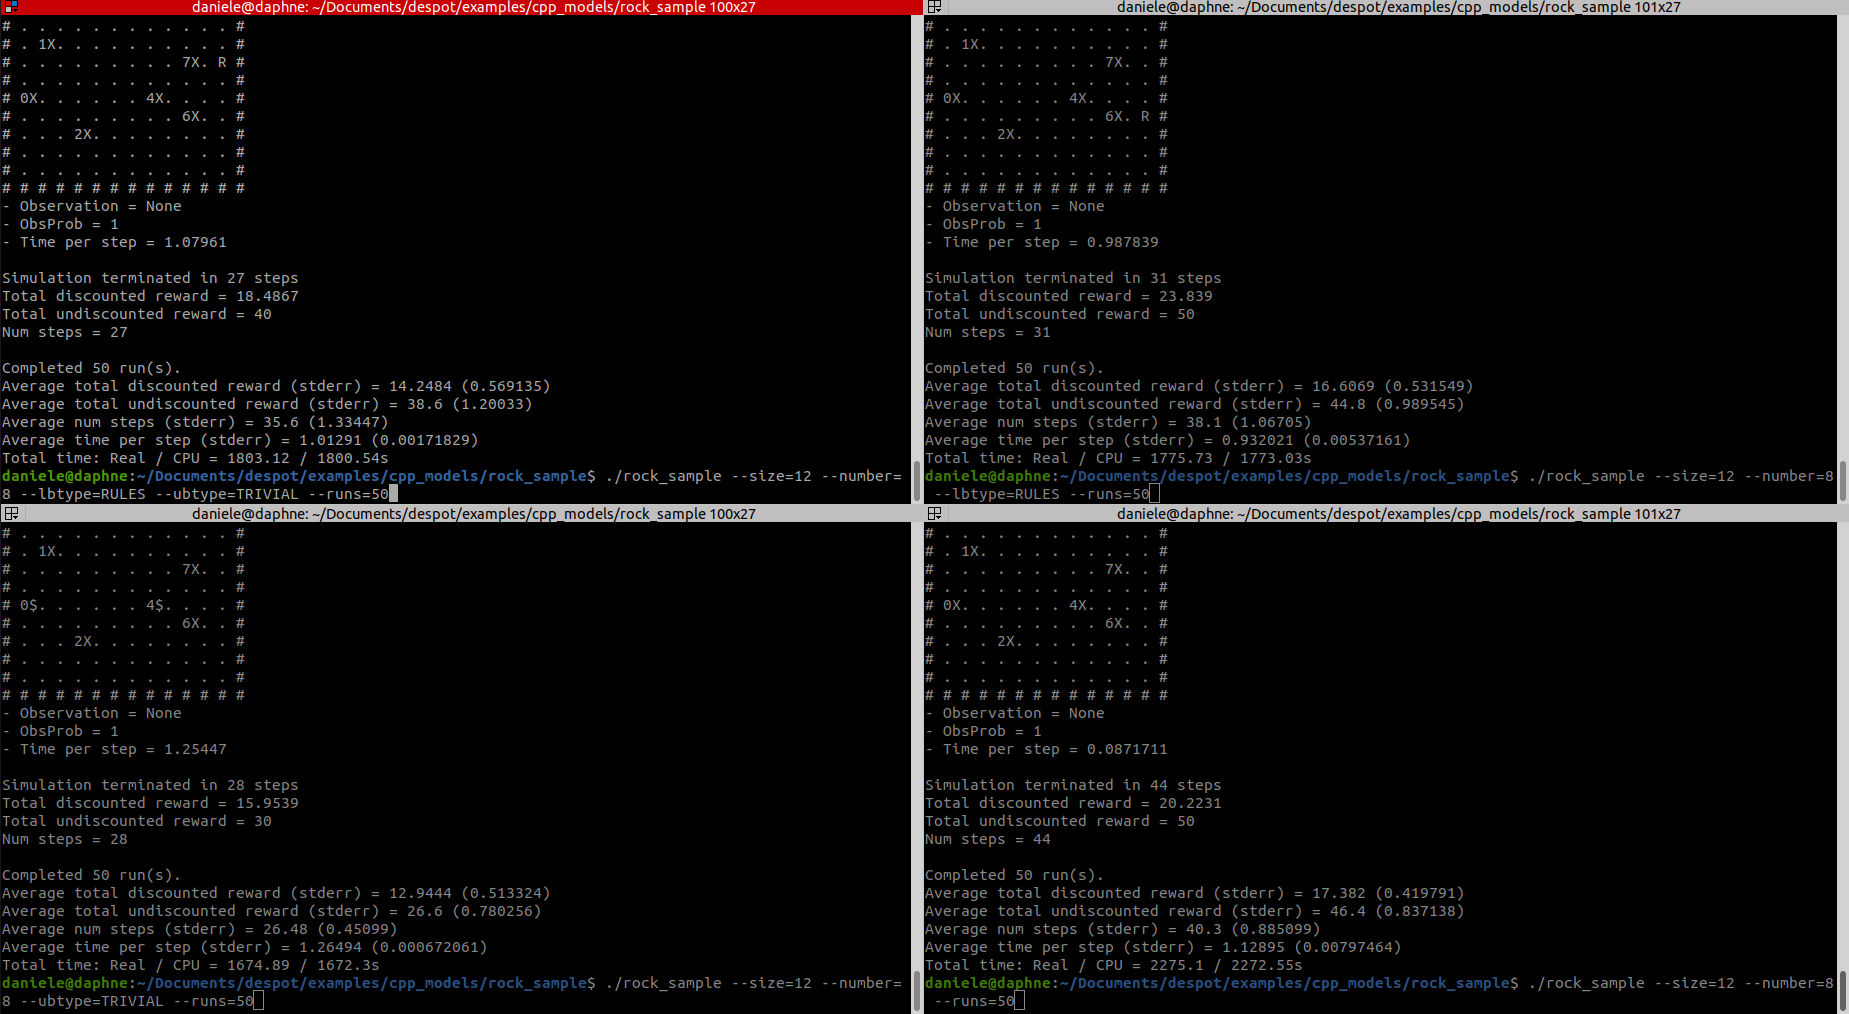 daniele@daphne: ~/Documents/despot/examples/cpp_models/rock_sample 100x27
# . . . . . . . . . . . . #
# . 1X. . . . . . . . . . #
# . . . . . . . . . 7X. R #
# . . . . . . . . . . . . #
# 0X. . . . . . 4X. . . . #
# . . . . . . . . . 6X. . #
# . . . 2X. . . . . . . . #
# . . . . . . . . . . . . #
# . . . . . . . . . . . . #
# # # # # # # # # # # # # #
- Observation = None
- ObsProb = 1
- Time per step = 1.07961
Simulation terminated in 27 steps
Total discounted reward = 18.4867
Total undiscounted reward = 40
Num steps = 27
Completed 50 run(s).
Average total discounted reward (stderr) = 14.2484 (0.569135)
Average total undiscounted reward (stderr) = 38.6 (1.20033)
Average num steps (stderr) = 35.6 (1.33447)
Average time per step (stderr) = 1.01291 (0.00171829)
Total time: Real / CPU = 1803.12 / 1800.54s
daniele@daphne:~/Documents/despot/examples/cpp_models/rock_sample$ ./rock_sample --size=12 --number=
8 --lbtype=RULES --ubtype=TRIVIAL --runs=50
daniele@daphne: ~/Documents/despot/examples/cpp_models/rock_sample 101x27
# . . . . . . . . . . . . #
# . 1X. . . . . . . . . . #
# . . . . . . . . . 7X. . #
# . . . . . . . . . . . . #
# 0X. . . . . . 4X. . . . #
# . . . . . . . . . 6X. R #
# . . . 2X. . . . . . . . #
# . . . . . . . . . . . . #
# . . . . . . . . . . . . #
# # # # # # # # # # # # # #
- Observation = None
- ObsProb = 1
- Time per step = 0.987839
Simulation terminated in 31 steps
Total discounted reward = 23.839
Total undiscounted reward = 50
Num steps = 31
Completed 50 run(s).
Average total discounted reward (stderr) = 16.6069 (0.531549)
Average total undiscounted reward (stderr) = 44.8 (0.989545)
Average num steps (stderr) = 38.1 (1.06705)
Average time per step (stderr) = 0.932021 (0.00537161)
Total time: Real / CPU = 1775.73 / 1773.03s
daniele@daphne:~/Documents/despot/examples/cpp_models/rock_sample$ ./rock_sample --size=12 --number=8
--lbtype=RULES --runs=50
daniele@daphne: ~/Documents/despot/examples/cpp_models/rock_sample 100x27
# . . . . . . . . . . . . #
# . 1X. . . . . . . . . . #
# . . . . . . . . . 7X. . #
# . . . . . . . . . . . . #
# 0$. . . . . . 4$. . . . #
# . . . . . . . . . 6X. . #
# . . . 2X. . . . . . . . #
# . . . . . . . . . . . . #
# . . . . . . . . . . . . #
# # # # # # # # # # # # # #
- Observation = None
- ObsProb = 1
- Time per step = 1.25447
Simulation terminated in 28 steps
Total discounted reward = 15.9539
Total undiscounted reward = 30
Num steps = 28
Completed 50 run(s).
Average total discounted reward (stderr) = 12.9444 (0.513324)
Average total undiscounted reward (stderr) = 26.6 (0.780256)
Average num steps (stderr) = 26.48 (0.45099)
Average time per step (stderr) = 1.26494 (0.000672061)
Total time: Real / CPU = 1674.89 / 1672.3s
daniele@daphne:~/Documents/despot/examples/cpp_models/rock_sample$ ./rock_sample --size=12 --number=
8 --ubtype=TRIVIAL --runs=50
daniele@daphne: ~/Documents/despot/examples/cpp_models/rock_sample 101x27
# . . . . . . . . . . . . #
# . 1X. . . . . . . . . . #
# . . . . . . . . . 7X. . #
# . . . . . . . . . . . . #
# 0X. . . . . . 4X. . . . #
# . . . . . . . . . 6X. . #
# . . . 2X. . . . . . . . #
# . . . . . . . . . . . . #
# . . . . . . . . . . . . #
# # # # # # # # # # # # # #
- Observation = None
- ObsProb = 1
- Time per step = 0.0871711
Simulation terminated in 44 steps
Total discounted reward = 20.2231
Total undiscounted reward = 50
Num steps = 44
Completed 50 run(s).
Average total discounted reward (stderr) = 17.382 (0.419791)
Average total undiscounted reward (stderr) = 46.4 (0.837138)
Average num steps (stderr) = 40.3 (0.885099)
Average time per step (stderr) = 1.12895 (0.00797464)
Total time: Real / CPU = 2275.1 / 2272.55s
daniele@daphne:~/Documents/despot/examples/cpp_models/rock_sample$ ./rock_sample --size=12 --number=8
--runs=50